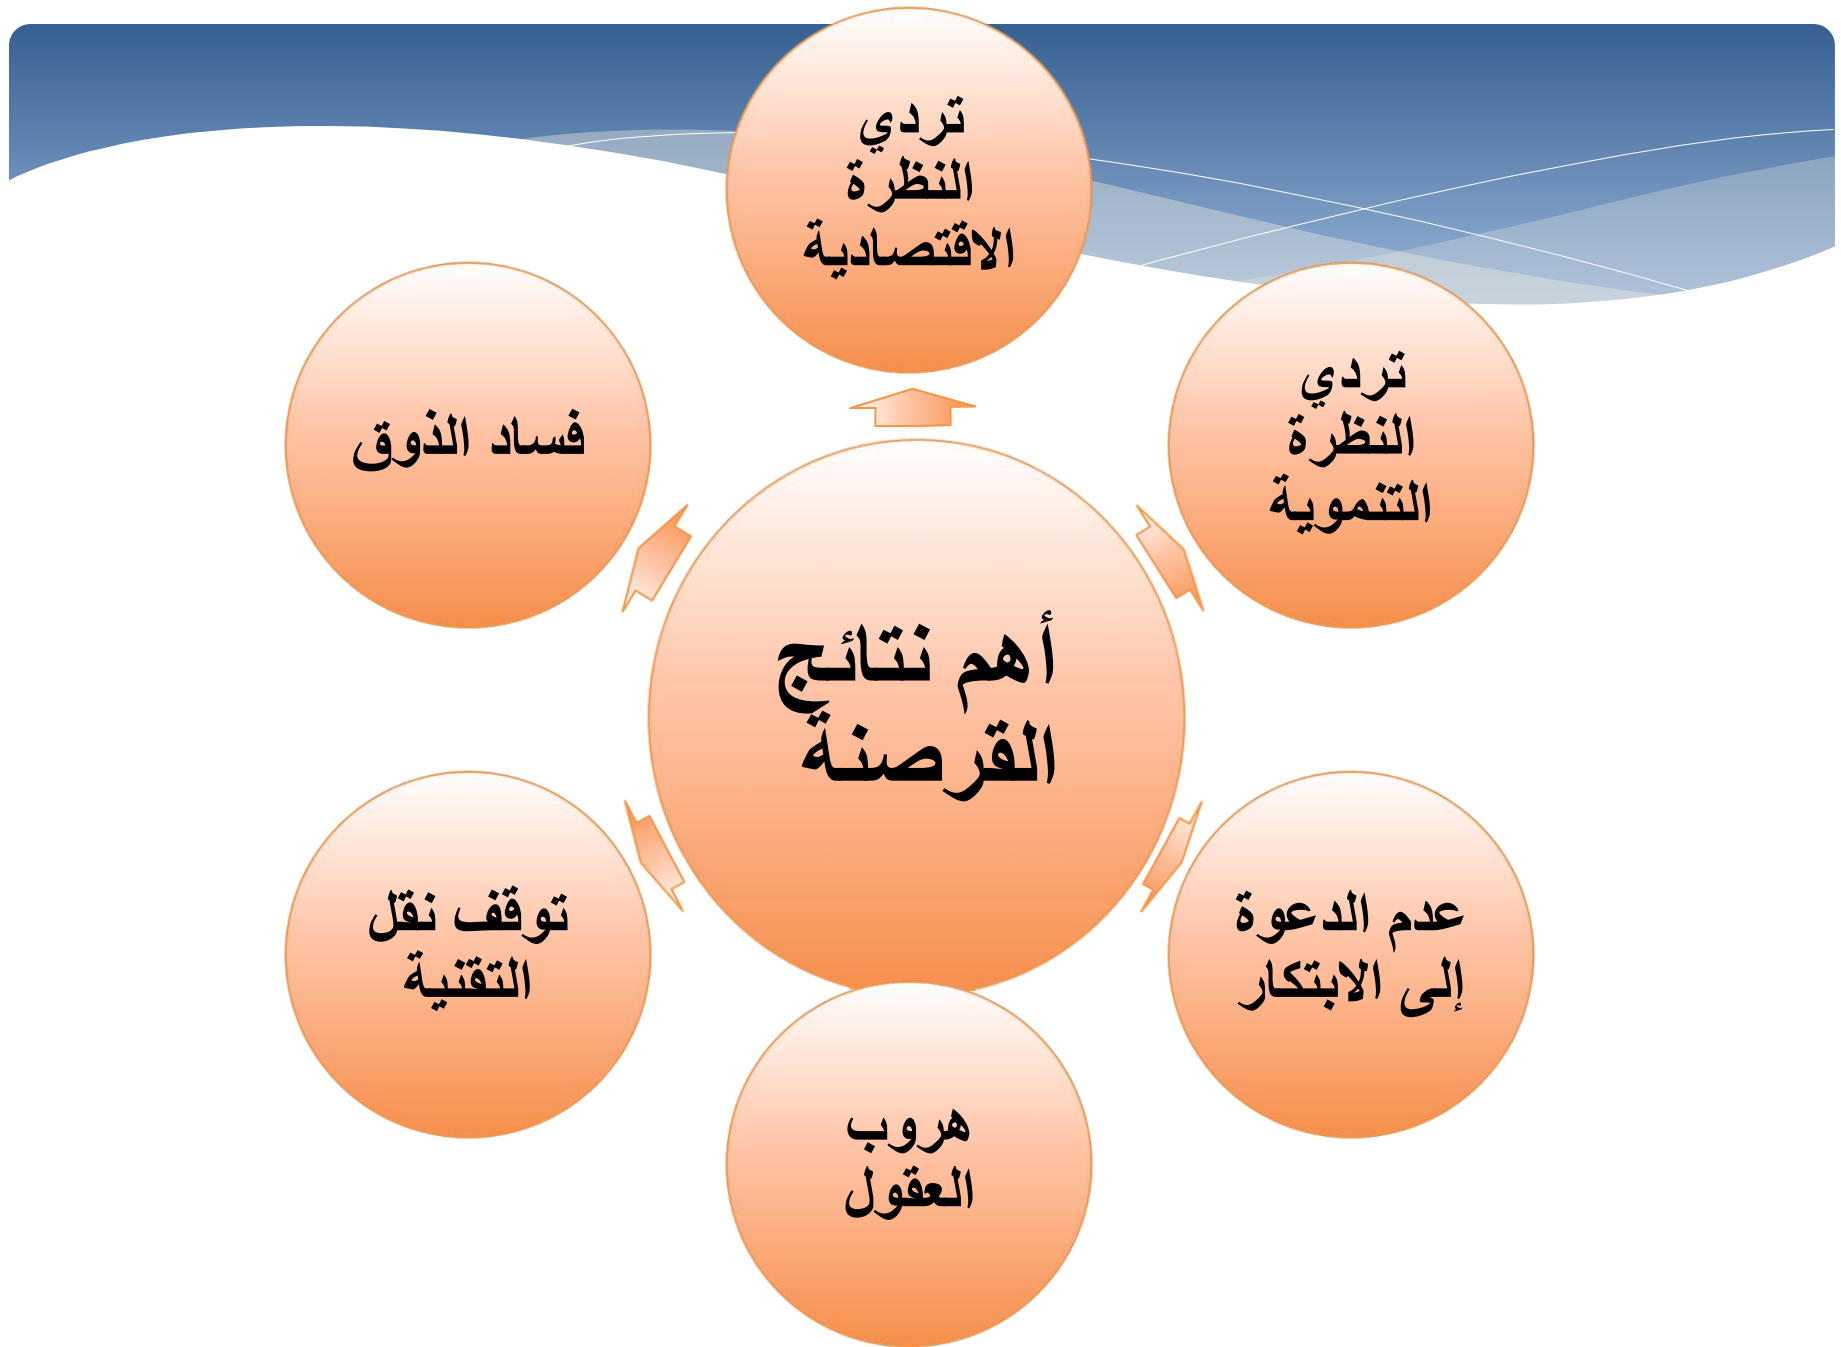 تردي
النظرة
الاقتصادية
تردي
النظرة
التنموية
فساد الذوق
أهم نتائج
القرصنة
عدم الدعوة
إلى الابتكار
توقف نقل
التقنية
هروب
العقول